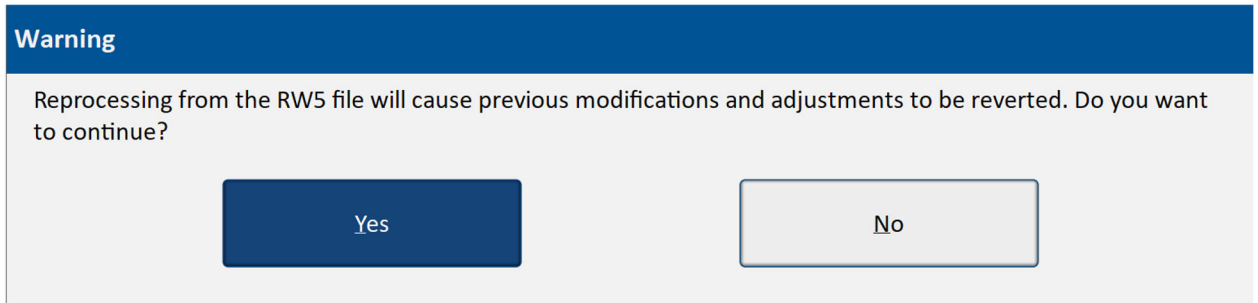 Warning
Reprocessing from the RW5 file will cause previous modifications and adjustments to be reverted. Do you want
to continue?
Yes
No